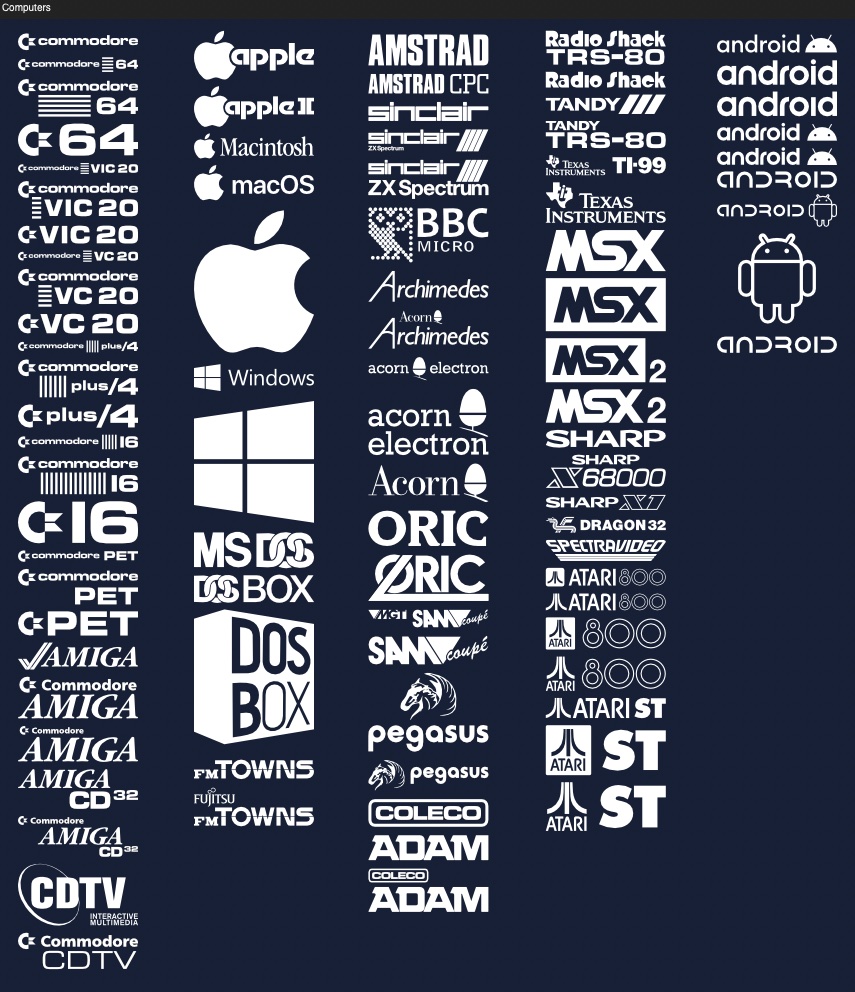 Computers
commodore
commodore 64
commodore
64
64
commodore VIC 20
commodore
VIC 20
VIC 20
commodore VC 20
commodore
VC 20
VC 20
commodore plus/4
commodore
plus/4
plus/4
commodore 16
commodore
16
16
commodore PET
commodore
PET
PET
AMIGA
Commodore
AMIGA
Commodore
AMIGA
AMIGA
CD32
Commodore
AMIGA
CD32
CDTV
INTERACTIVE
MULTIMEDIA
Commodore
CDTV
apple
apple II
Macintosh
macOS
Windows
MS DOS
DOS BOX
DOS
BOX
FM TOWNS
FUJITSU
FM TOWNS
AMSTRAD
AMSTRAD CPC
sinclair
sinclair
ZX Spectrum
sinclair
ZX Spectrum
BBC
MICRO
Archimedes
Acorn
Archimedes
acorn electron
acorn
electron
Acorn
ORIC
ORIC
MGT SAM coupé
SAM coupé
pegasus
pegasus
COLECO
ADAM
COLECO
ADAM
Radio Shack
TRS-80
Radio Shack
TANDY
TANDY
TRS-80
TEXAS
INSTRUMENTS TI-99
TEXAS
INSTRUMENTS
MSX
MSX
MSX 2
MSX 2
SHARP
SHARP
X68000
SHARP X1
DRAGON 32
SPECTRAVIDEO
ATARI 800
ATARI 800
ATARI 800
ATARI 800
ATARI ST
ATARI ST
ATARI ST
android
android
android
android
android
ANDROID
ANDROID
ANDROID